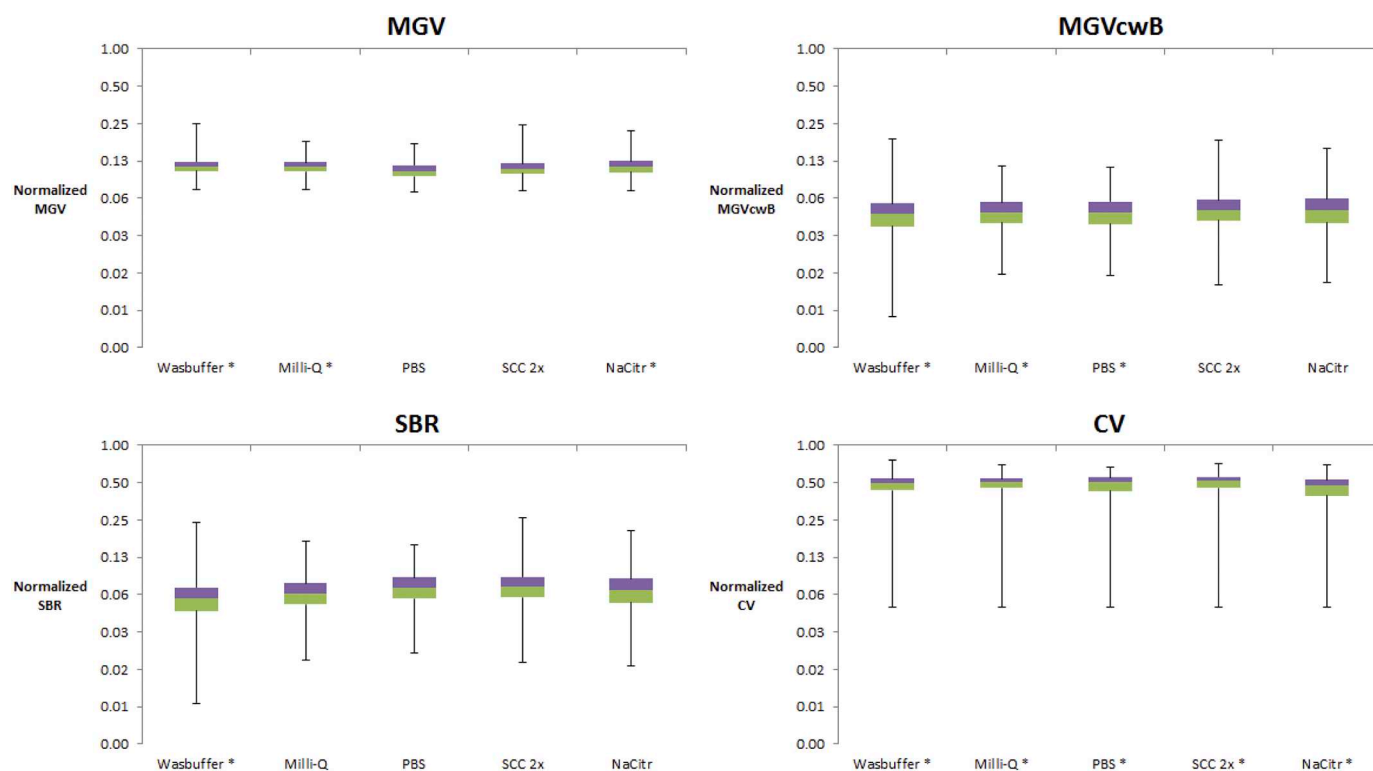 MGV
1.00
0.50
0.25
0.13
0.06
0.03
0.02
0.01
0.00
Normalized
MGV
Wasbuffer * Milli-Q * PBS SCC 2x NaCitr *
MGVcwB
1.00
0.50
0.25
0.13
0.06
0.03
0.02
0.01
0.00
Normalized
MGVcwB
Wasbuffer * Milli-Q * PBS * SCC 2x NaCitr
SBR
1.00
0.50
0.25
0.13
0.06
0.03
0.02
0.01
0.00
Normalized
SBR
Wasbuffer * Milli-Q PBS SCC 2x NaCitr
CV
1.00
0.50
0.25
0.13
0.06
0.03
0.02
0.01
0.00
Normalized
CV
Wasbuffer * Milli-Q * PBS * SCC 2x * NaCitr *